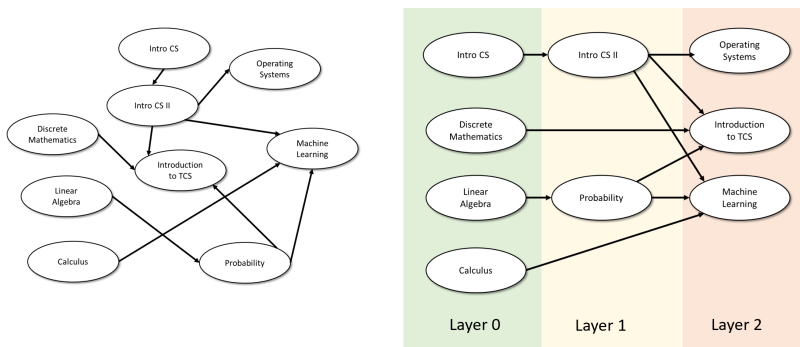 Intro CS
Operating
Systems
Intro CS II
Discrete
Mathematics
Machine
Learning
Introduction
to TCS
Linear
Algebra
Calculus
Probability
Intro CS
Intro CS II
Operating
Systems
Discrete
Mathematics
Introduction
to TCS
Linear
Algebra
Probability
Machine
Learning
Calculus
Layer 0
Layer 1
Layer 2